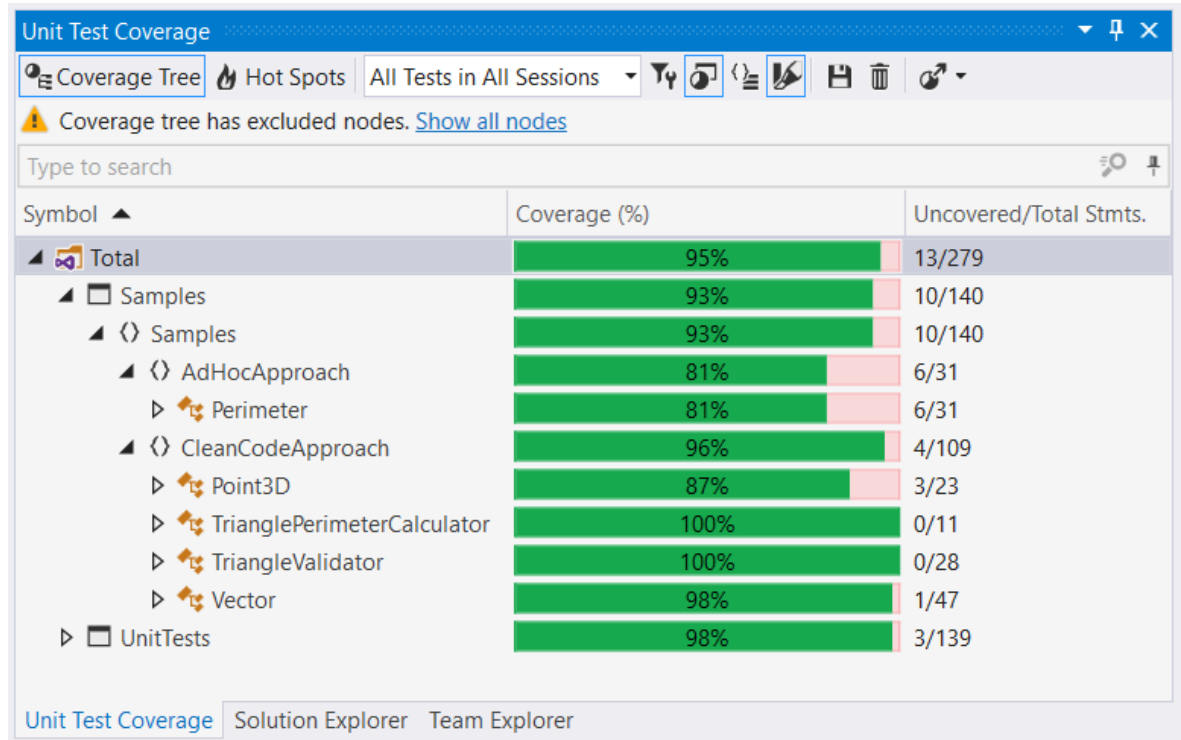 Unit Test Coverage
Coverage Tree Hot Spots All Tests in All Sessions
Coverage tree has excluded nodes. Show all nodes
Type to search
Symbol Coverage (%) Uncovered/Total Stmts.
Total 95% 13/279
Samples 93% 10/140
Samples 93% 10/140
AdHocApproach 81% 6/31
Perimeter 81% 6/31
CleanCodeApproach 96% 4/109
Point3D 87% 3/23
TrianglePerimeterCalculator 100% 0/11
TriangleValidator 100% 0/28
Vector 98% 1/47
UnitTests 98% 3/139
Unit Test Coverage Solution Explorer Team Explorer